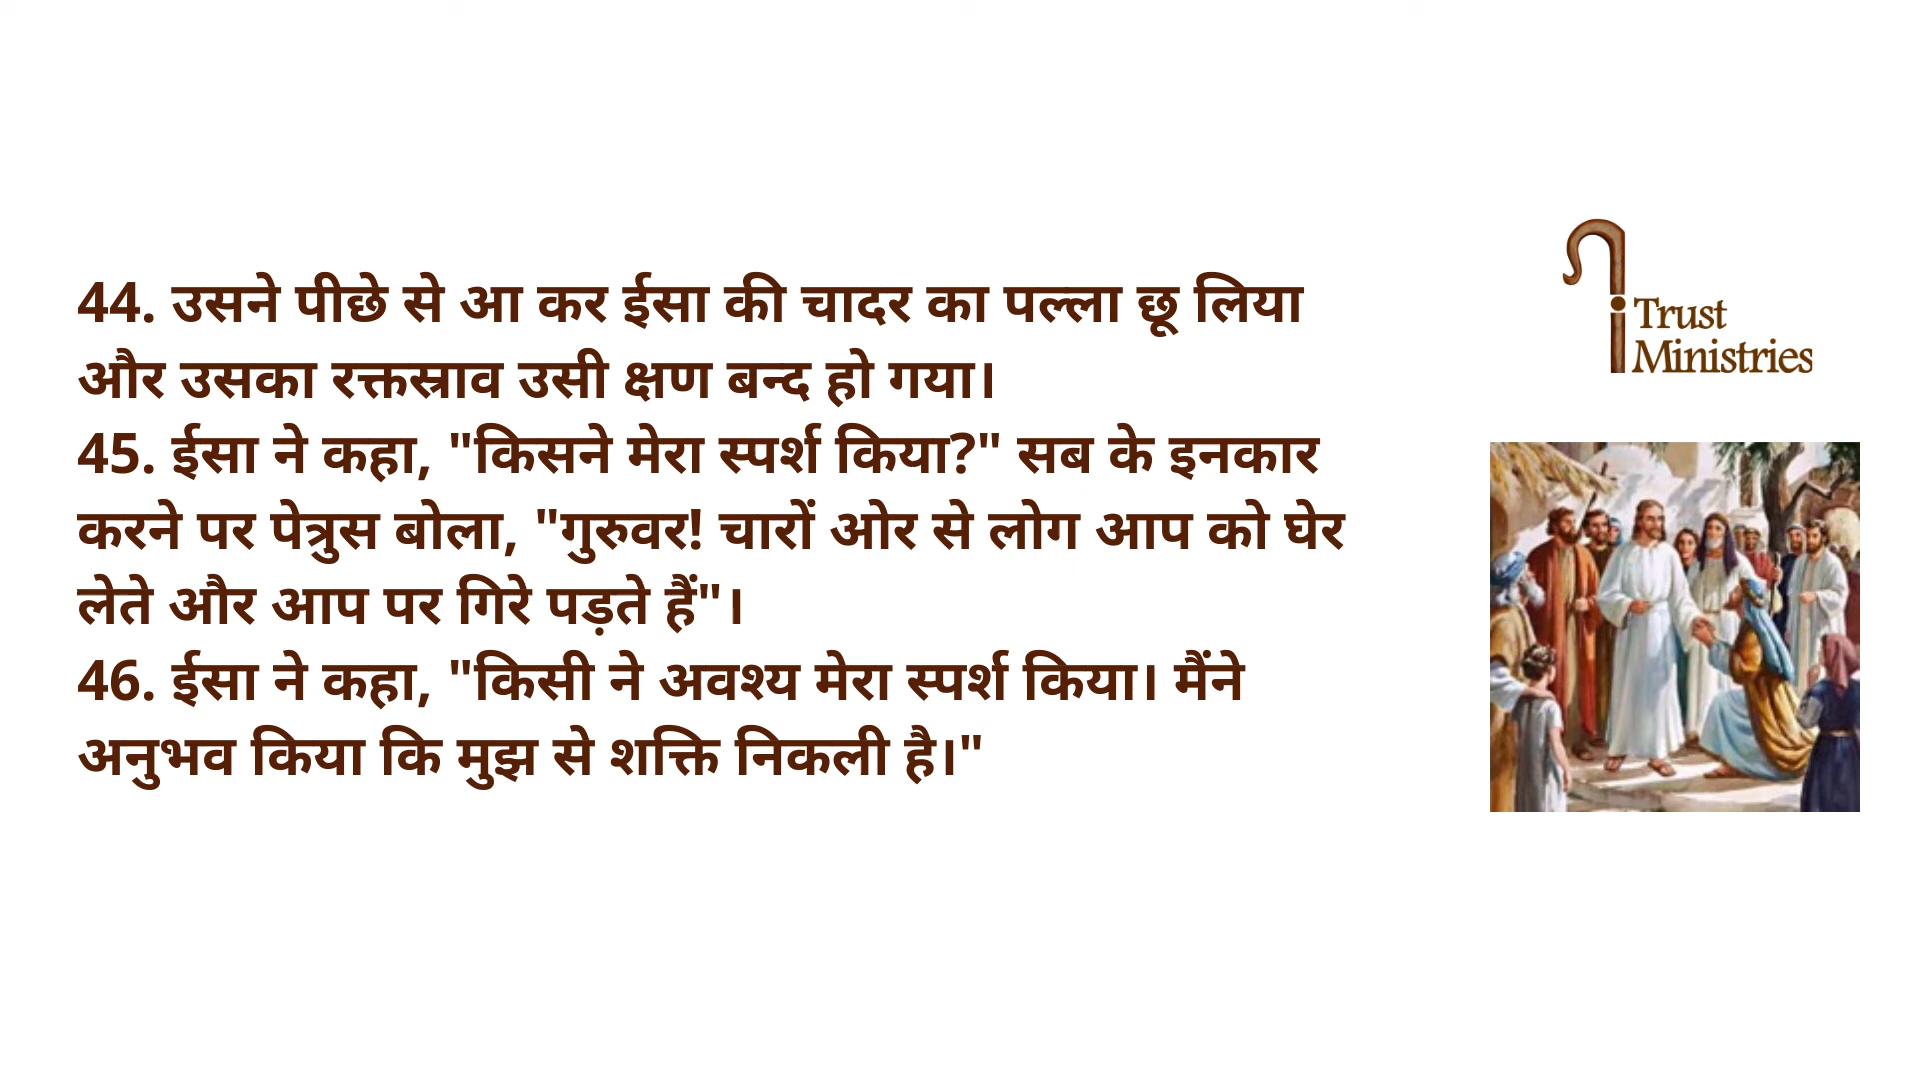 44. उसने पीछे से आ कर ईसा की चादर का पल्ला छू लिया
और उसका रक्तस्राव उसी क्षण बन्द हो गया।
45. ईसा ने कहा, "किसने मेरा स्पर्श किया?" सब के इनकार
करने पर पेत्रुस बोला, "गुरुवर! चारों ओर से लोग आप को घेर
लेते और आप पर गिरे पड़ते हैं"।
46. ईसा ने कहा, "किसी ने अवश्य मेरा स्पर्श किया। मैंने
अनुभव किया कि मुझ से शक्ति निकली है।"
i Trust
Ministries